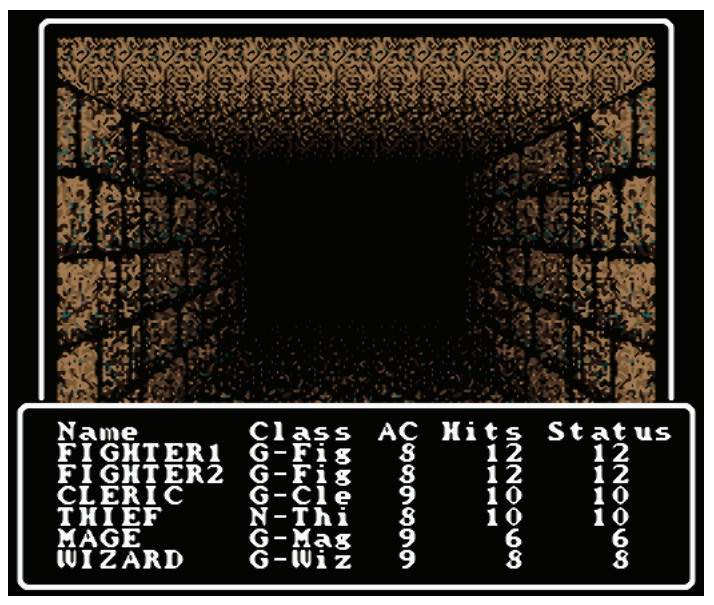 Name Class AC Hits Status
FIGHTER1 G-Fig 8 12 12
FIGHTER2 G-Fig 8 12 12
CLERIC G-Cle 9 10 10
THIEF N-Thi 8 10 10
MAGE G-Mag 9 6 6
WIZARD G-Wiz 9 8 8